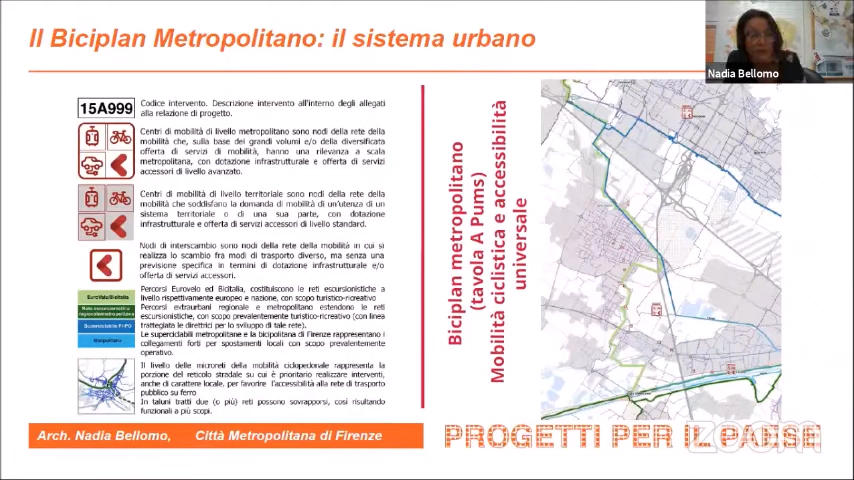 Il Biciplan Metropolitano: il sistema urbano
Nadia Bellomo
15A999
Codice intervento. Descrizione intervento all'interno degli allegati
alla relazione di progetto.
Centri di mobilità di livello metropolitano sono nodi della rete della
mobilità che, sulla base dei grandi volumi e/o della diversificata
offerta di servizi di mobilità, hanno una rilevanza a scala
metropolitana, con dotazione infrastrutturale e offerta di servizi
accessori di livello avanzato.
Centri di mobilità di livello territoriale sono nodi della rete della
mobilità che soddisfano la domanda di mobilità di un'utenza di un
sistema territoriale o di una sua parte, con dotazione
infrastrutturale e offerta di servizi accessori di livello standard.
Nodi di interscambio sono nodi della rete della mobilità in cui si
realizza lo scambio fra modi di trasporto diverso, ma senza una
previsione specifica in termini di dotazione infrastrutturale e/o
offerta di servizi accessori.
EuroVelo/Bicitalia
Superciclabile FI-PO
Bicipolitana
Percorsi Eurovelo ed Bicitalia, costituiscono le reti escursionistiche a
livello rispettivamente europeo e nazione, con scopo turistico-ricreativo
Percorsi extraurbani regionale e metropolitano estendono le reti
escursionistiche, con scopo prevalentemente turistico-ricreativo (con linea
tratteggiata le direttrici per lo sviluppo di tale rete).
Le superciclabili metropolitane e la bicipolitana di Firenze rappresentano i
collegamenti forti per spostamenti locali con scopo prevalentemente
operativo.
Il livello delle microreti della mobilità ciclopedonale rappresenta la
porzione del reticolo stradale su cui è prioritario realizzare interventi,
anche di carattere locale, per favorire l'accessibilità alla rete di trasporto
pubblico su ferro
In taluni tratti due (o più) reti possono sovrapporsi, così risultando
funzionali a più scopi.
Biciplan metropolitano
(tavola A Pums)
Mobilità ciclistica e accessibilità
universale
Arch. Nadia Bellomo, Città Metropolitana di Firenze
PROGETTI PER IL PAESE
zoom